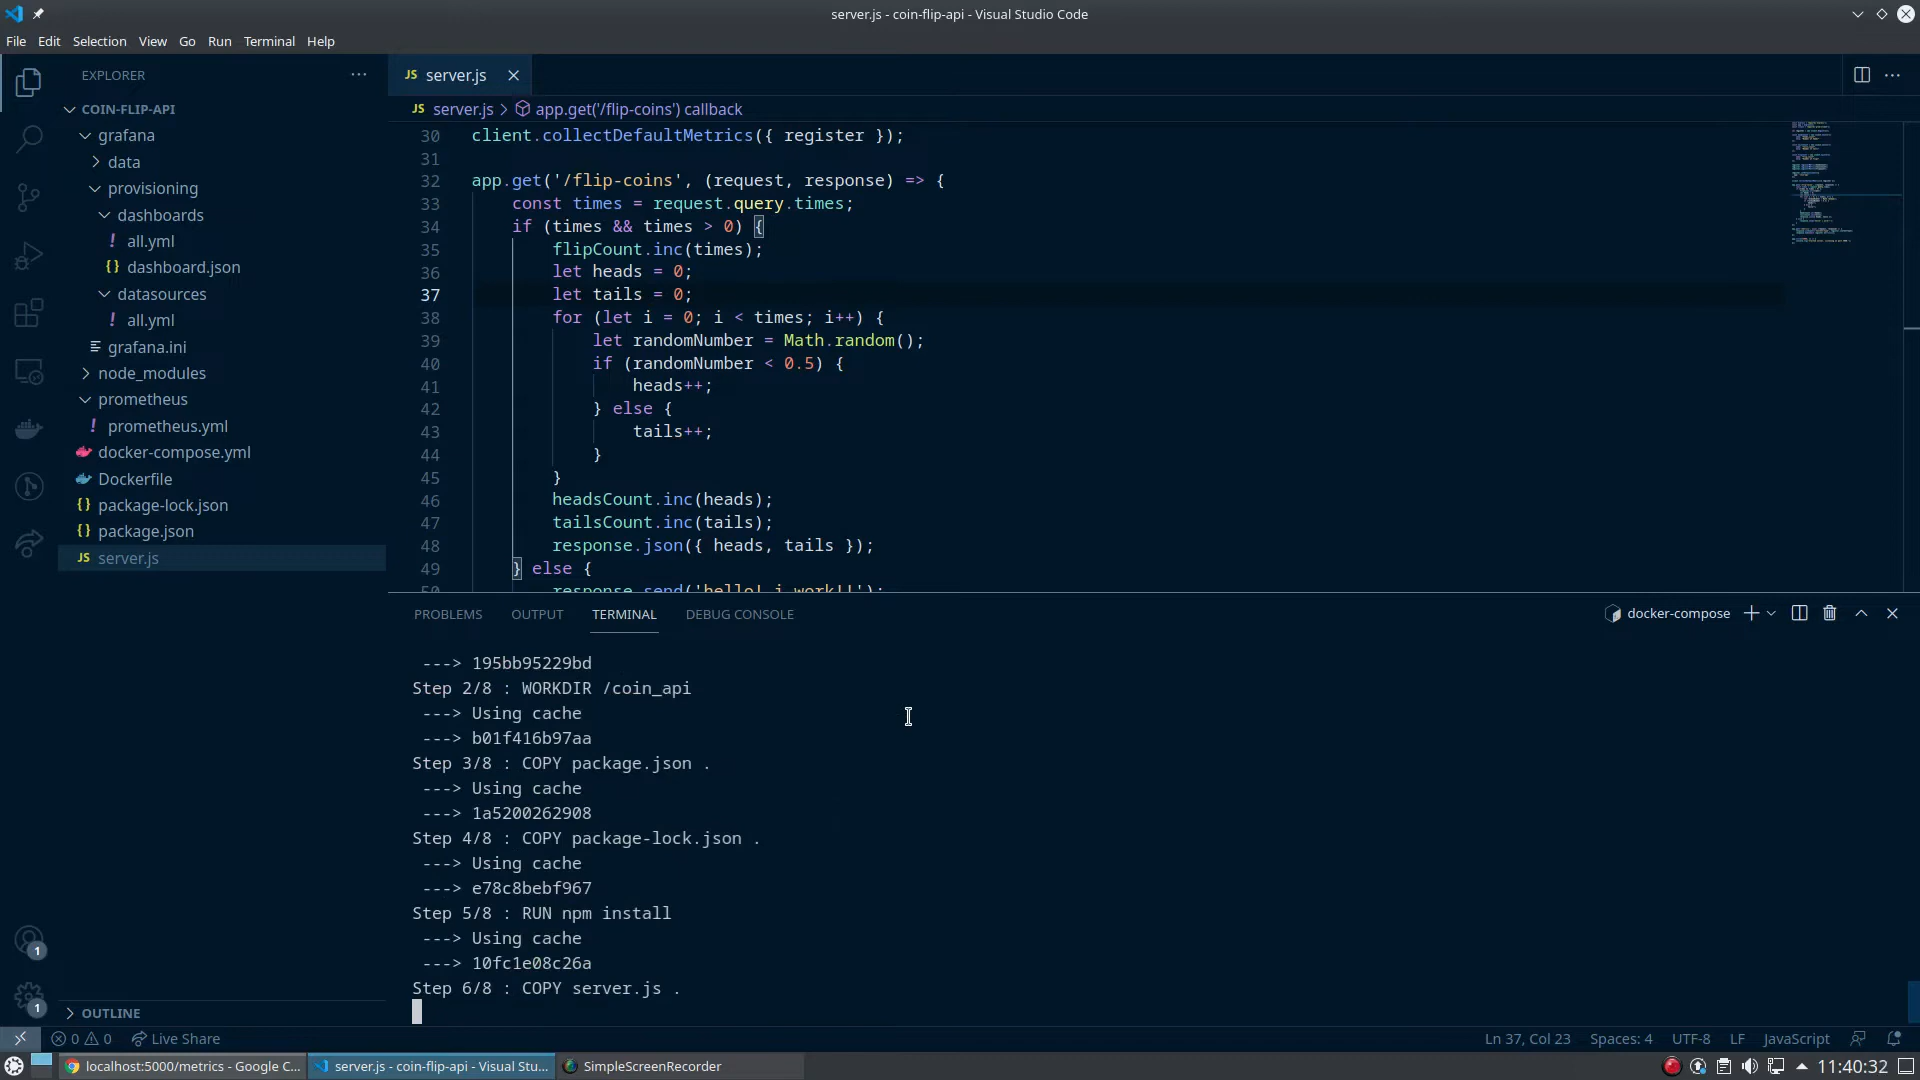 server.js - coin-flip-api - Visual Studio Code
File Edit Selection View Go Run Terminal Help
EXPLORER
JS server.js
COIN-FLIP-API
JS server.js > app.get('/flip-coins') callback
grafana
data
provisioning
dashboards
! all.yml
{} dashboard.json
datasources
! all.yml
grafana.ini
node_modules
prometheus
! prometheus.yml
docker-compose.yml
Dockerfile
{} package-lock.json
{} package.json
JS server.js
30 client.collectDefaultMetrics({ register });
31
32 app.get('/flip-coins', (request, response) => {
33 const times = request.query.times;
34 if (times && times > 0) {
35 flipCount.inc(times);
36 let heads = 0;
37 let tails = 0;
38 for (let i = 0; i < times; i++) {
39 let randomNumber = Math.random();
40 if (randomNumber < 0.5) {
41 heads++;
42 } else {
43 tails++;
44 }
45 }
46 headsCount.inc(heads);
47 tailsCount.inc(tails);
48 response.json({ heads, tails });
49 } else {
50 response.send('hello! i work!!');
PROBLEMS OUTPUT TERMINAL DEBUG CONSOLE
docker-compose
---> 195bb95229bd
Step 2/8 : WORKDIR /coin_api
---> Using cache
---> b01f416b97aa
Step 3/8 : COPY package.json .
---> Using cache
---> 1a5200262908
Step 4/8 : COPY package-lock.json .
---> Using cache
---> e78c8bebf967
Step 5/8 : RUN npm install
---> Using cache
---> 10fc1e08c26a
Step 6/8 : COPY server.js .
1
1
OUTLINE
0 0 Live Share
Ln 37, Col 23 Spaces: 4 UTF-8 LF JavaScript
localhost:5000/metrics - Google C...
server.js - coin-flip-api - Visual Stu...
SimpleScreenRecorder
11:40:32